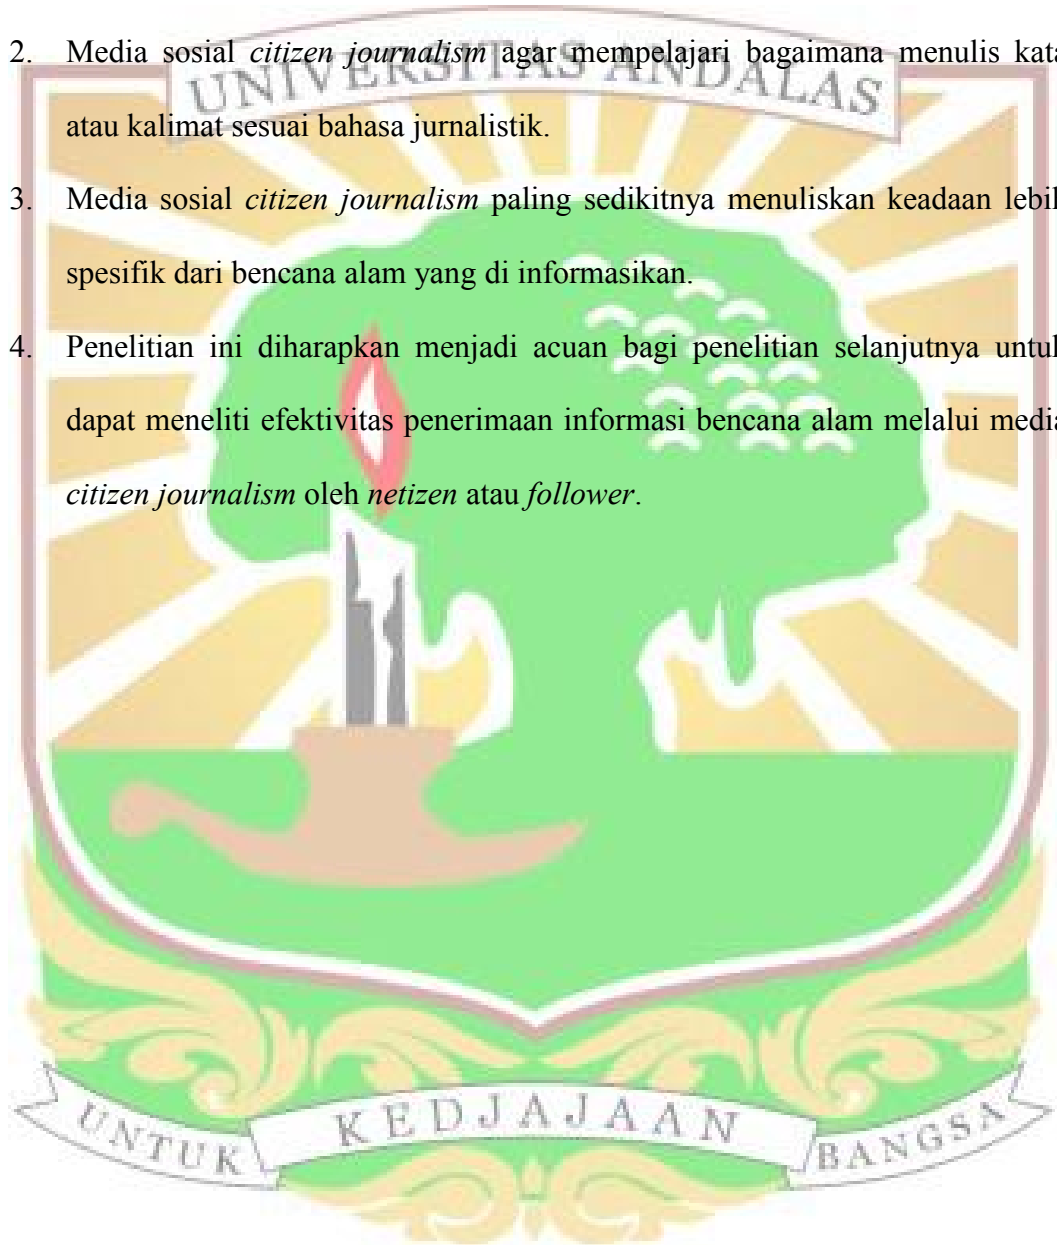 2. Media sosial citizen journalism agar mempelajari bagaimana menulis kata
UNIVERSITAS ANDALAS
atau kalimat sesuai bahasa jurnalistik.
3. Media sosial citizen journalism paling sedikitnya menuliskan keadaan lebih
spesifik dari bencana alam yang di informasikan.
4. Penelitian ini diharapkan menjadi acuan bagi penelitian selanjutnya untuk
dapat meneliti efektivitas penerimaan informasi bencana alam melalui media
citizen journalism oleh netizen atau follower.
UNTUK KEDJAJAAN BANGSA